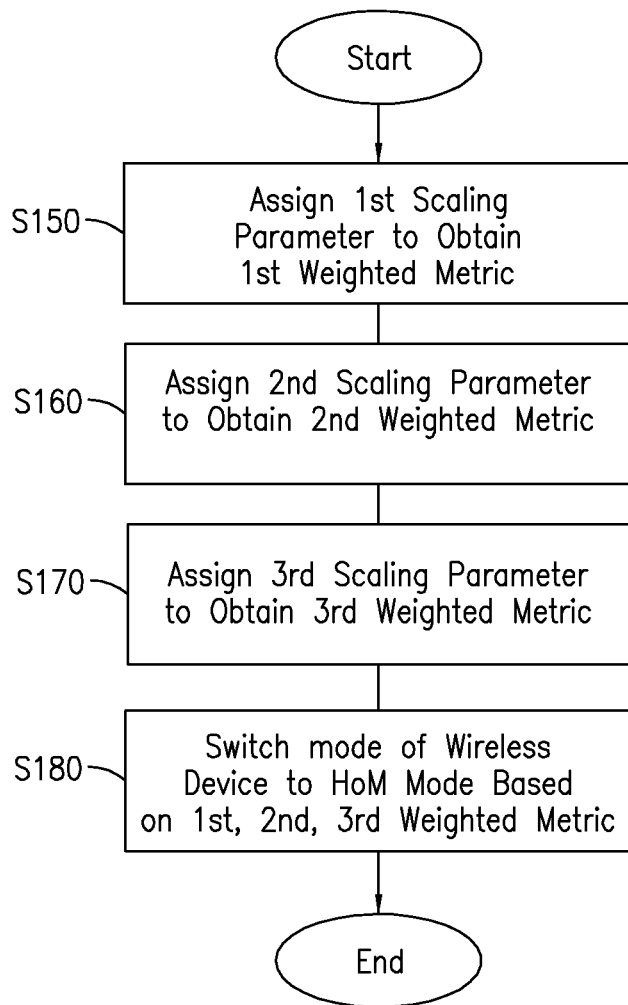 Start
S150
Assign 1st Scaling
Parameter to Obtain
1st Weighted Metric
S160
Assign 2nd Scaling Parameter
to Obtain 2nd Weighted Metric
S170
Assign 3rd Scaling Parameter
to Obtain 3rd Weighted Metric
S180
Switch mode of Wireless
Device to HoM Mode Based
on 1st, 2nd, 3rd Weighted Metric
End